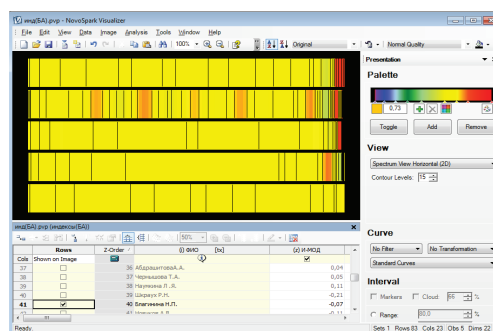 инд(БА).pvp - NovoSpark Visualizer
File Edit View Data Image Analysis Tools Window Help
100% Original Normal Quality
Presentation
Palette
0,73
Toggle Add Remove
View
Spectrum View Horizontal (2D)
Contour Levels: 15
Curve
No Filter No Transformation
Standard Curves
Interval
Markers Cloud: 66 %
Range: 80,0 %
инд(БА).pvp (индексы(БА))
50%
Rows Z-Order (i) ФИО [tx] (z) И-МОД
Cols Shown on Image
37 36 АбдрашитоваА.А. 0,04
38 37 Чернышова Т.А. 0,05
39 38 Наумкина Л .Я. 0,11
40 39 Шкраух Р.Н. -0,21
41 40 Благинина Н.П. -0,07
Ready. Sets 1 Rows 83 Cols 23 Obs 5 Dims 22